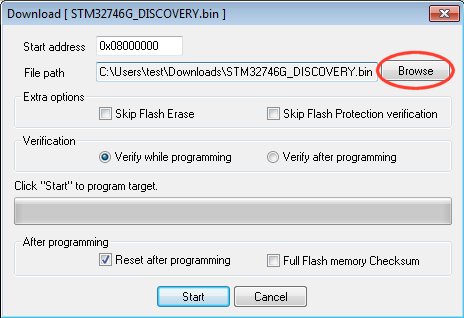 Download [ STM32746G_DISCOVERY.bin ]
Start address 0x08000000
File path C:\Users\test\Downloads\STM32746G_DISCOVERY.bin Browse
Extra options
Skip Flash Erase Skip Flash Protection verification
Verification
Verify while programming Verify after programming
Click "Start" to program target.
After programming
Reset after programming Full Flash memory Checksum
Start Cancel